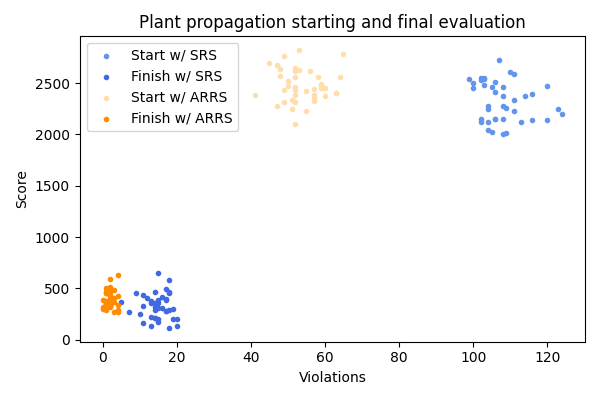 Plant propagation starting and final evaluation
Start w/ SRS
Finish w/ SRS
Start w/ ARRS
Finish w/ ARRS
Score
2500
2000
1500
1000
500
0
0 20 40 60 80 100 120
Violations